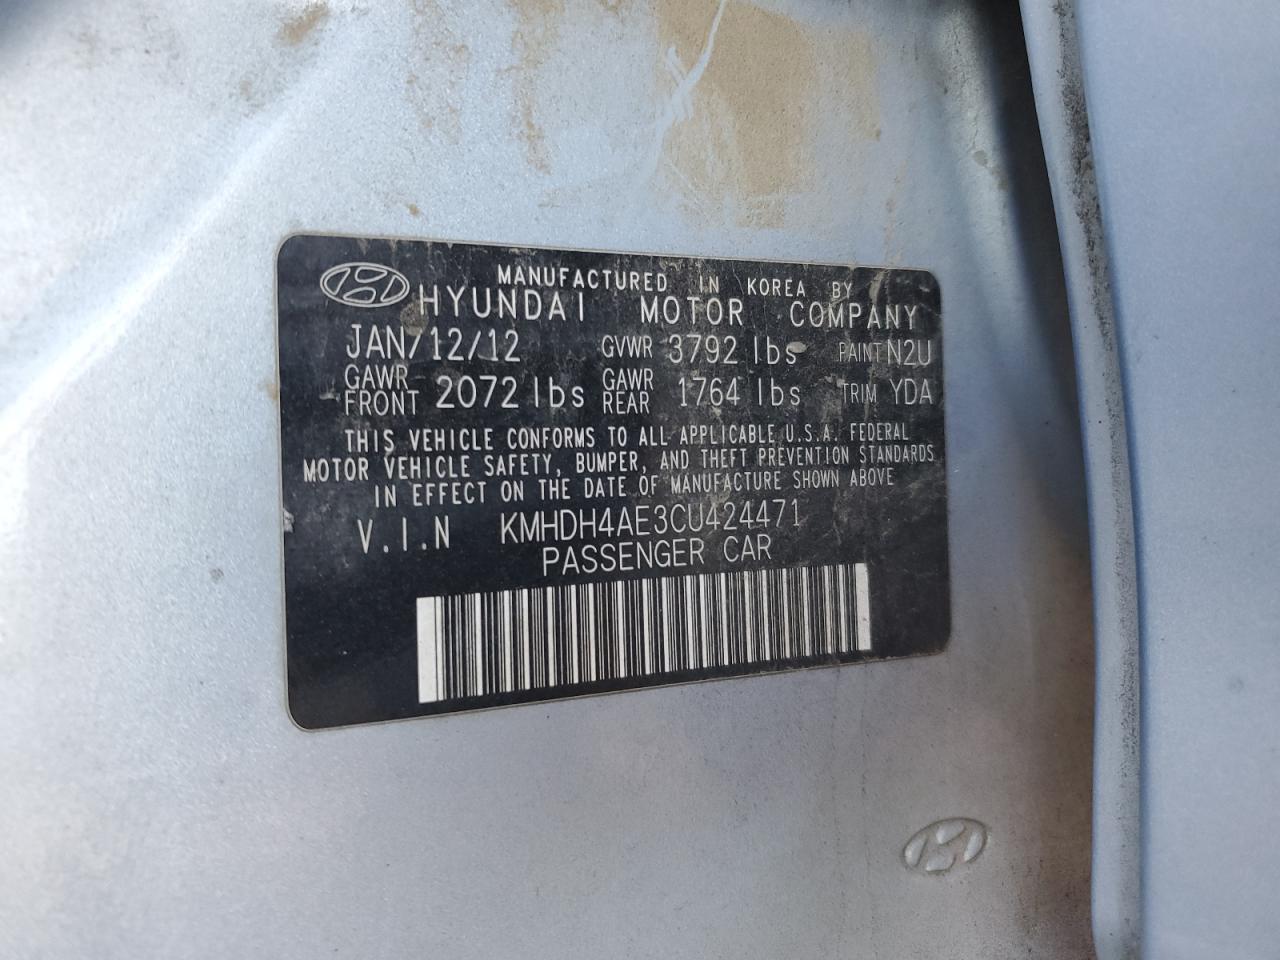 MANUFACTURED IN KOREA BY
HYUNDAI MOTOR COMPANY
JAN/12/12 GVWR 3792 lbs PAINT N2U
GAWR FRONT 2072 lbs GAWR REAR 1764 lbs TRIM YDA
THIS VEHICLE CONFORMS TO ALL APPLICABLE U.S.A. FEDERAL
MOTOR VEHICLE SAFETY, BUMPER, AND THEFT PREVENTION STANDARDS
IN EFFECT ON THE DATE OF MANUFACTURE SHOWN ABOVE
V.I.N KMHDH4AE3CU424471
PASSENGER CAR